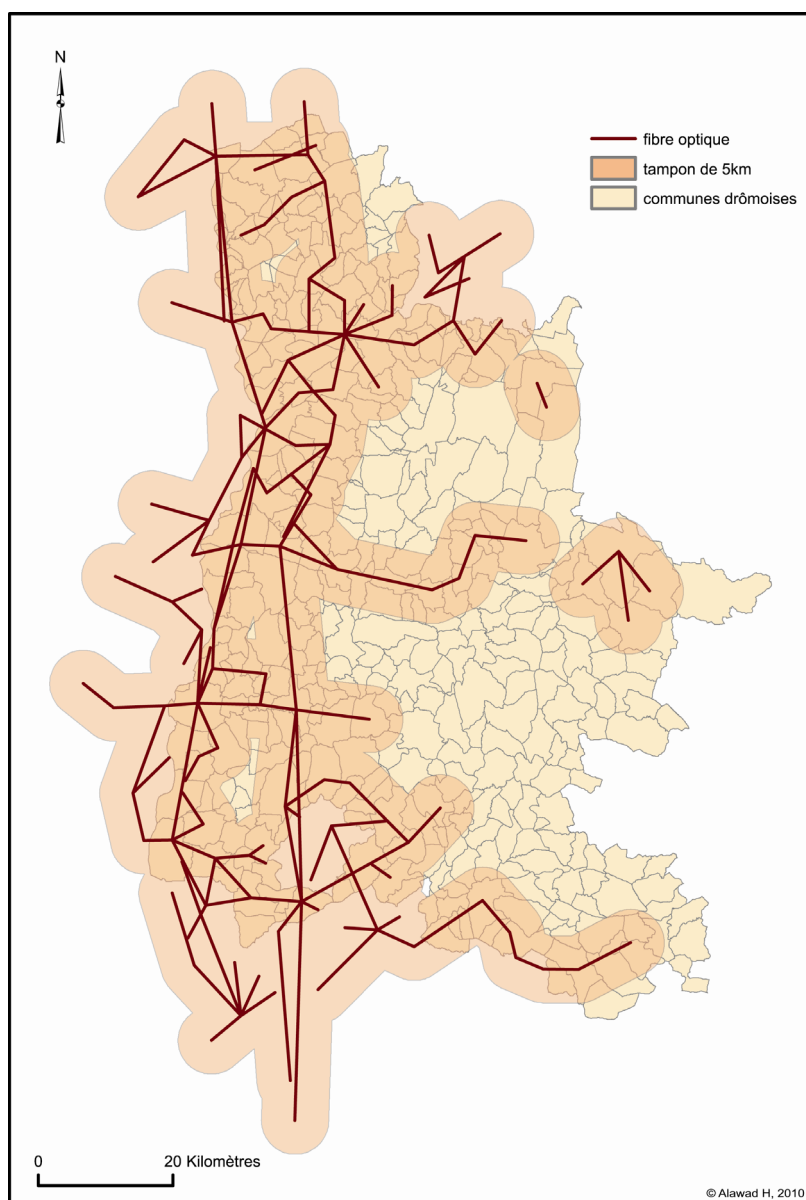 N
fibre optique
tampon de 5km
communes drômoises
0 20 Kilomètres
© Alawad H, 2010